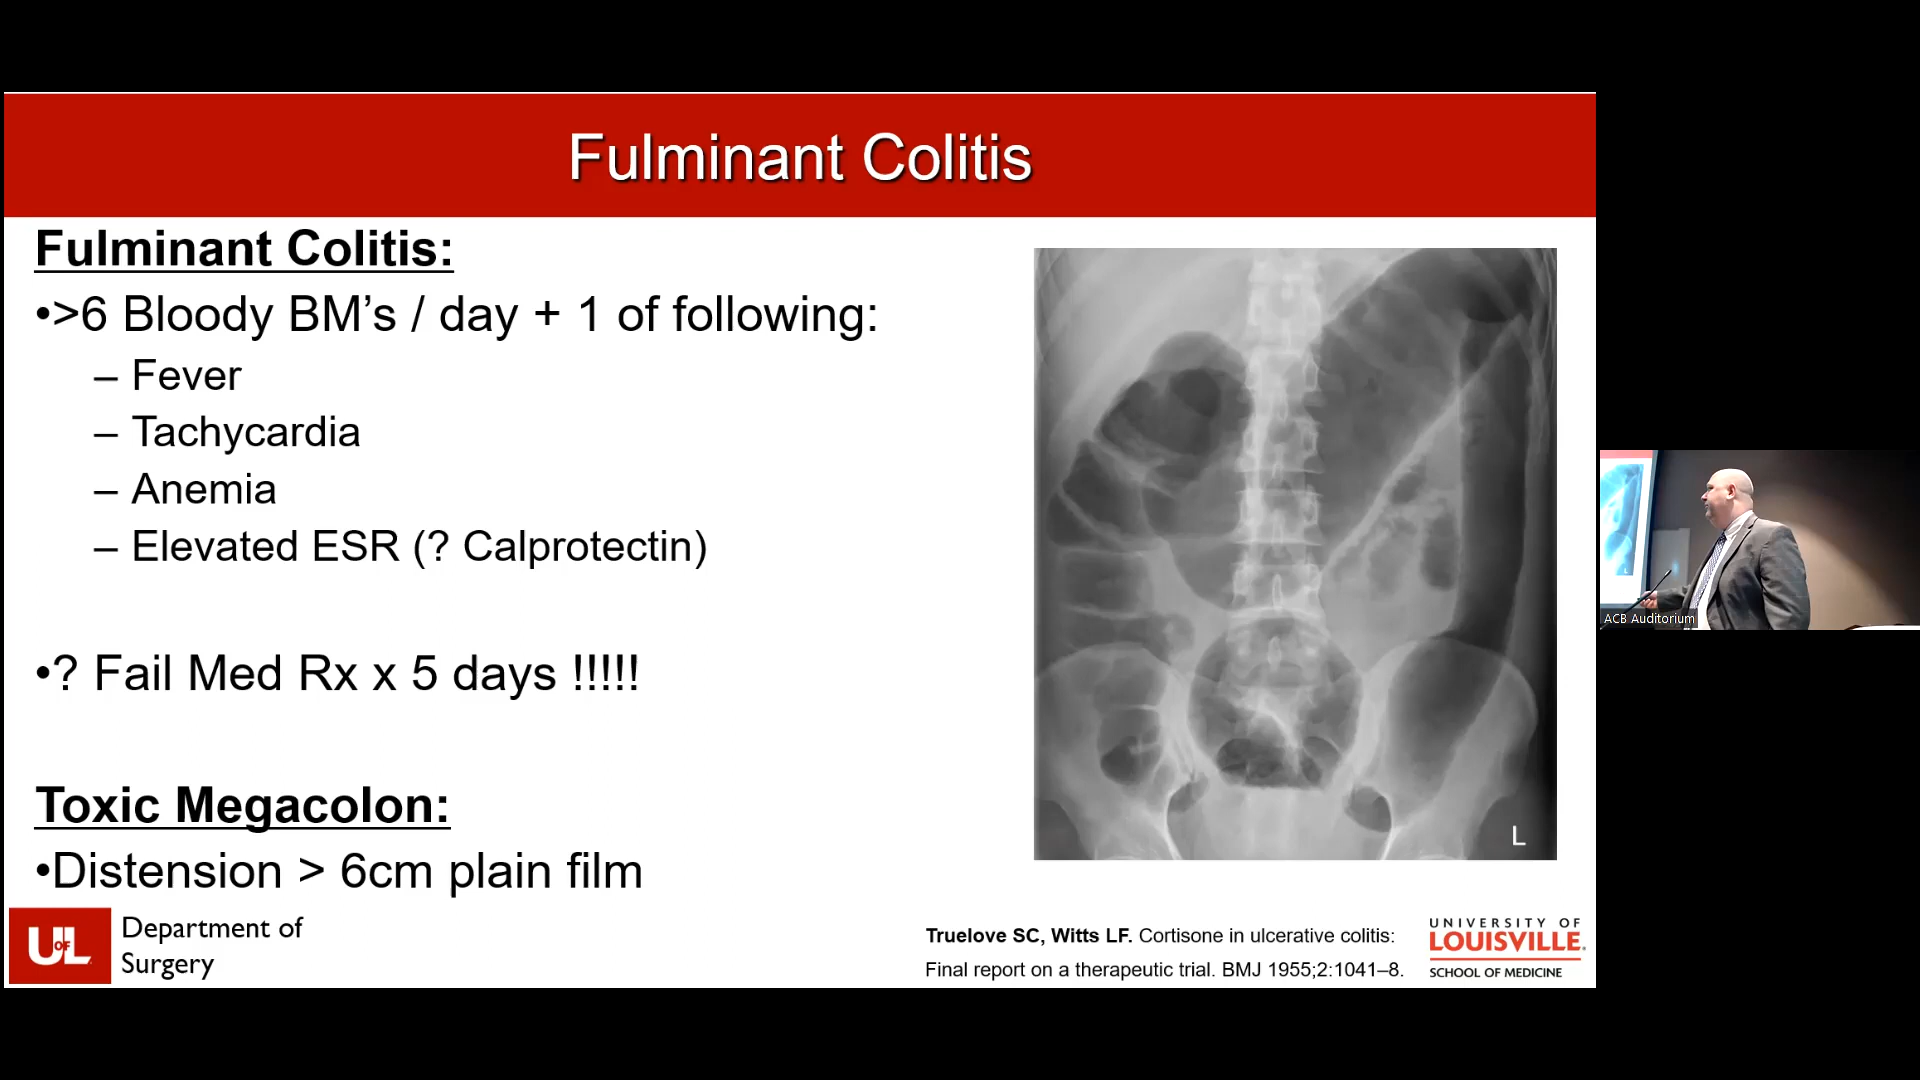 Fulminant Colitis
Fulminant Colitis:
•>6 Bloody BM’s / day + 1 of following:
– Fever
– Tachycardia
– Anemia
– Elevated ESR (? Calprotectin)
•? Fail Med Rx x 5 days !!!!!
Toxic Megacolon:
•Distension > 6cm plain film
L
UofL
Department of
Surgery
Truelove SC, Witts LF. Cortisone in ulcerative colitis:
Final report on a therapeutic trial. BMJ 1955;2:1041–8.
UNIVERSITY OF
LOUISVILLE.
SCHOOL OF MEDICINE
ACB Auditorium